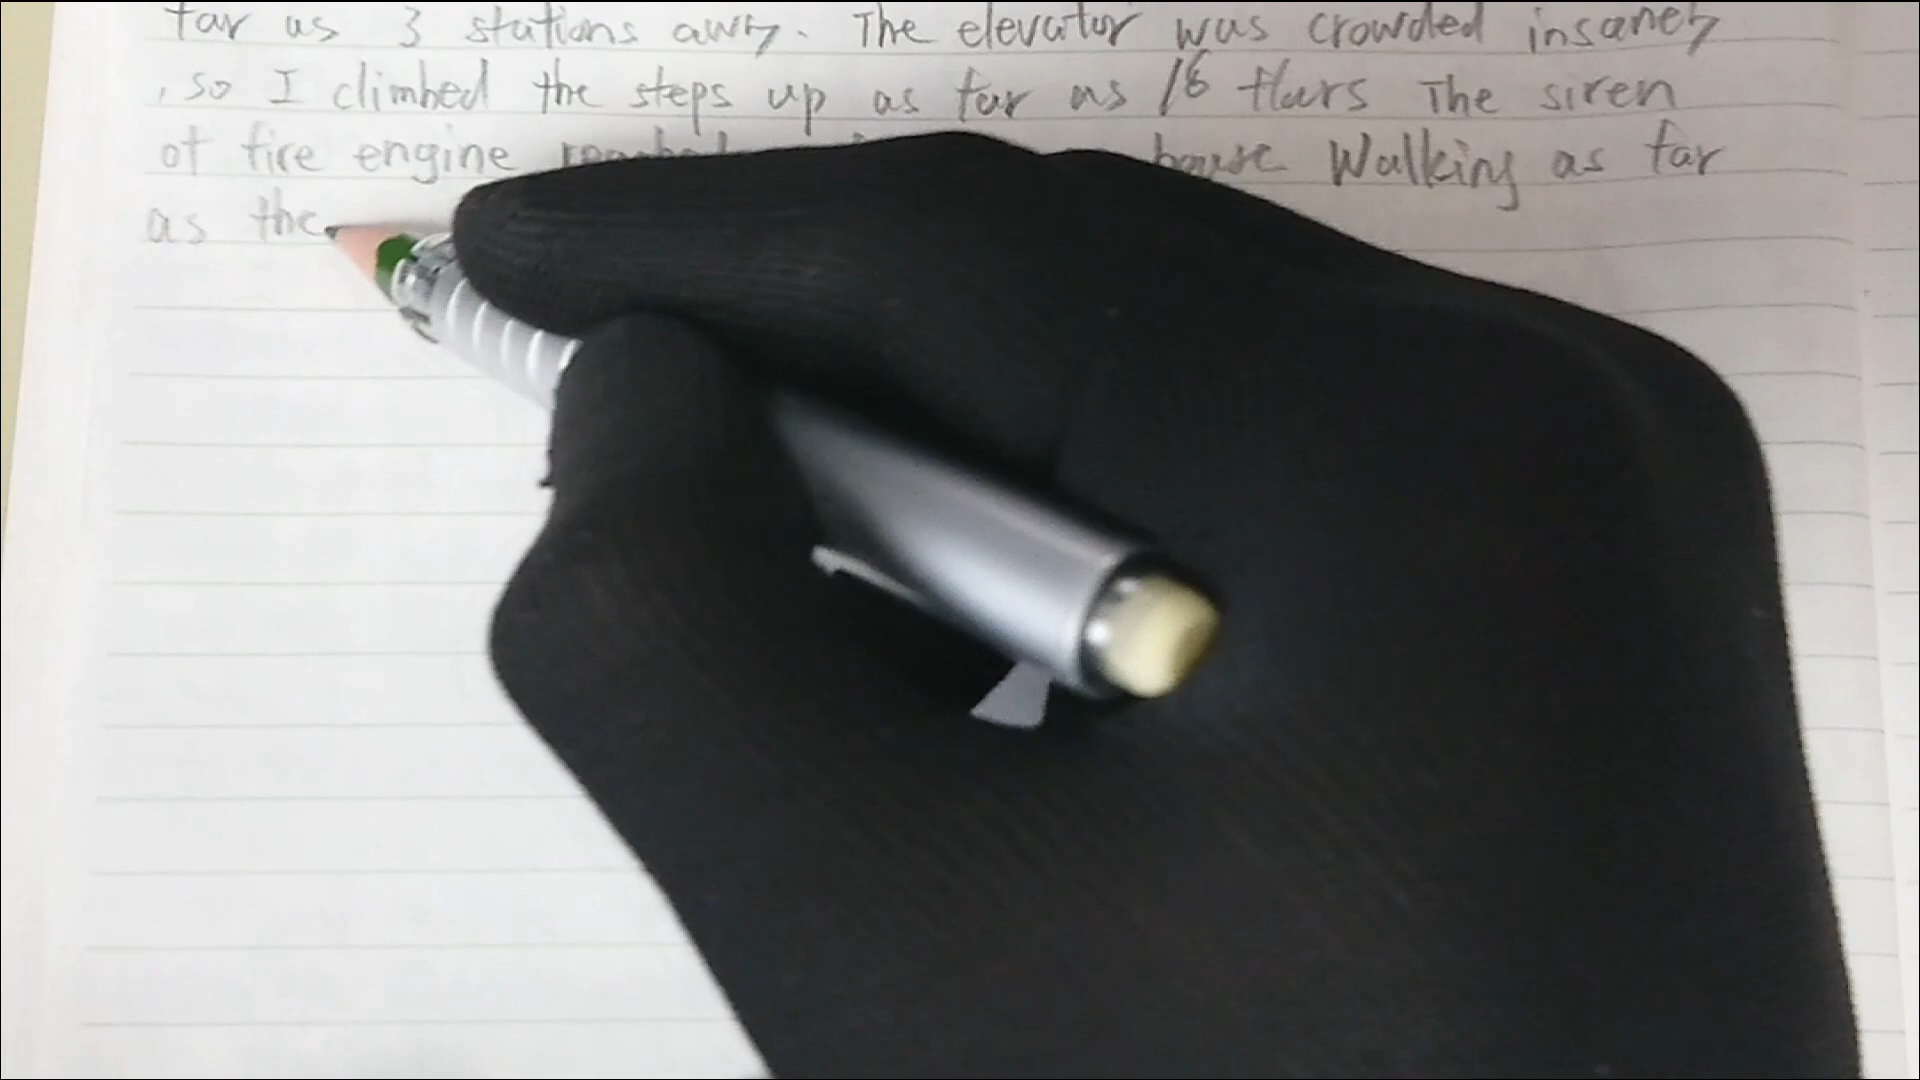 far as 3 stations away. The elevator was crowded insanely
, so I climbed the steps up as far as 18 floors The siren
of fire engine house Walking as far
as the